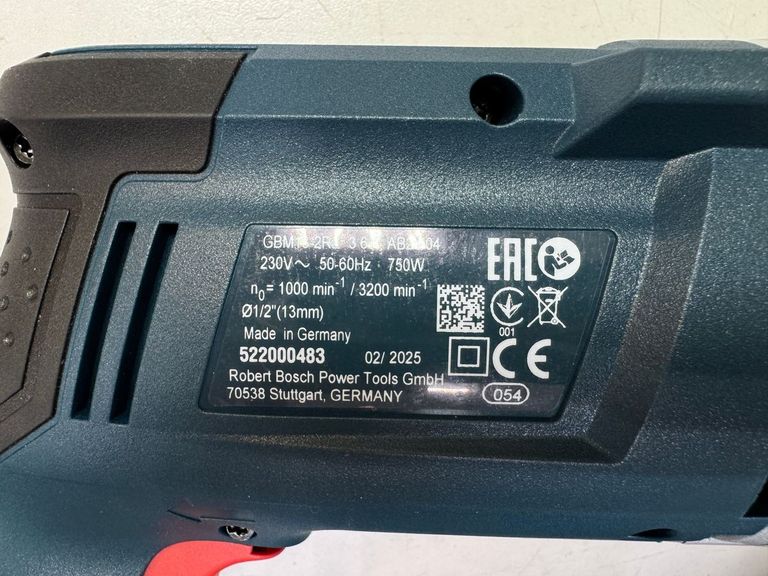 230V~ 50-60Hz 750W
n₀= 1000 min⁻¹ / 3200 min⁻¹
Ø1/2"(13mm)
Made in Germany
522000483 02/ 2025
Robert Bosch Power Tools GmbH
70538 Stuttgart, GERMANY
EAC
001
CE
054